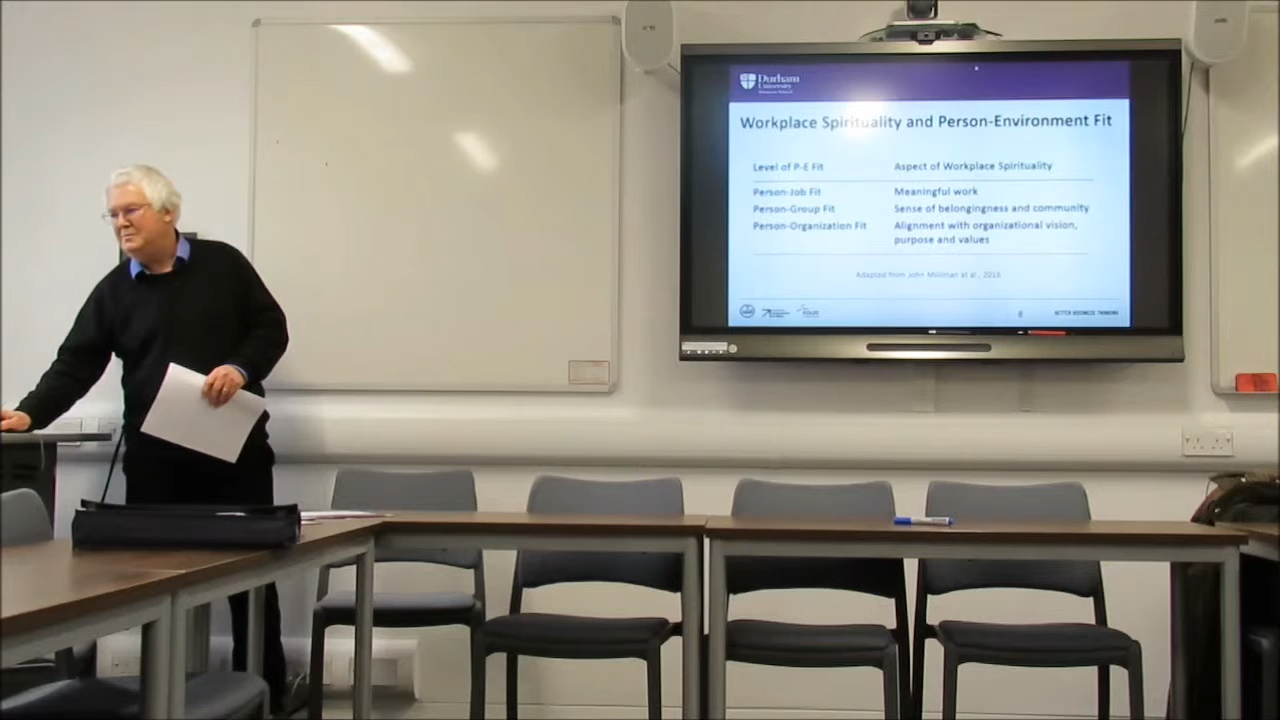 Durham
University
Business School
Workplace Spirituality and Person-Environment Fit
Level of P-E Fit
Aspect of Workplace Spirituality
Person-Job Fit
Meaningful work
Person-Group Fit
Sense of belongingness and community
Person-Organization Fit
Alignment with organizational vision,
purpose and values
Adapted from John Milliman et al.,
BETTER BUSINESS THINKING